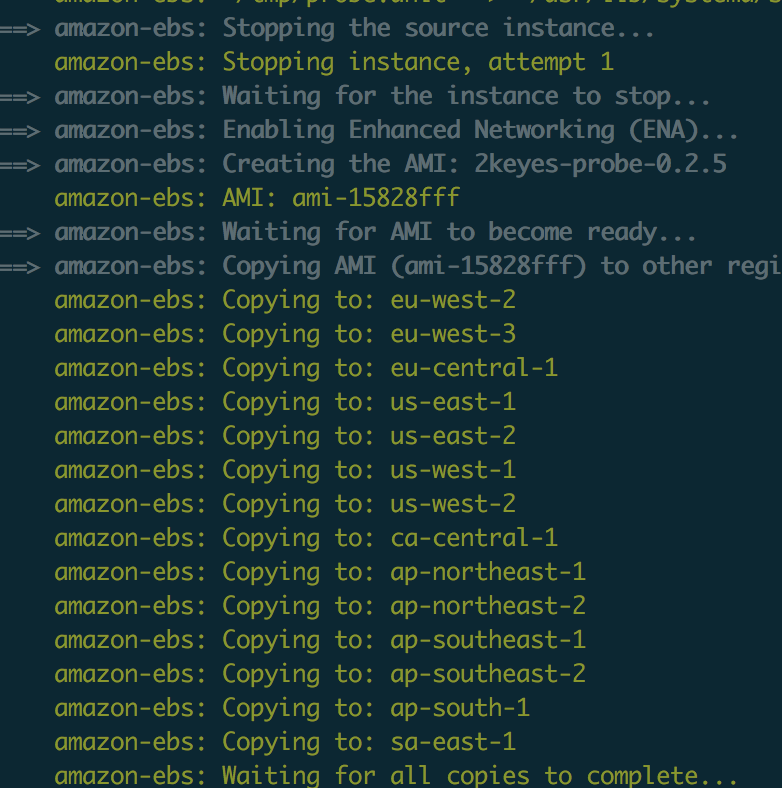 ==> amazon-ebs: Stopping the source instance...
amazon-ebs: Stopping instance, attempt 1
==> amazon-ebs: Waiting for the instance to stop...
==> amazon-ebs: Enabling Enhanced Networking (ENA)...
==> amazon-ebs: Creating the AMI: 2keyes-probe-0.2.5
amazon-ebs: AMI: ami-15828fff
==> amazon-ebs: Waiting for AMI to become ready...
==> amazon-ebs: Copying AMI (ami-15828fff) to other regi
amazon-ebs: Copying to: eu-west-2
amazon-ebs: Copying to: eu-west-3
amazon-ebs: Copying to: eu-central-1
amazon-ebs: Copying to: us-east-1
amazon-ebs: Copying to: us-east-2
amazon-ebs: Copying to: us-west-1
amazon-ebs: Copying to: us-west-2
amazon-ebs: Copying to: ca-central-1
amazon-ebs: Copying to: ap-northeast-1
amazon-ebs: Copying to: ap-northeast-2
amazon-ebs: Copying to: ap-southeast-1
amazon-ebs: Copying to: ap-southeast-2
amazon-ebs: Copying to: ap-south-1
amazon-ebs: Copying to: sa-east-1
amazon-ebs: Waiting for all copies to complete...